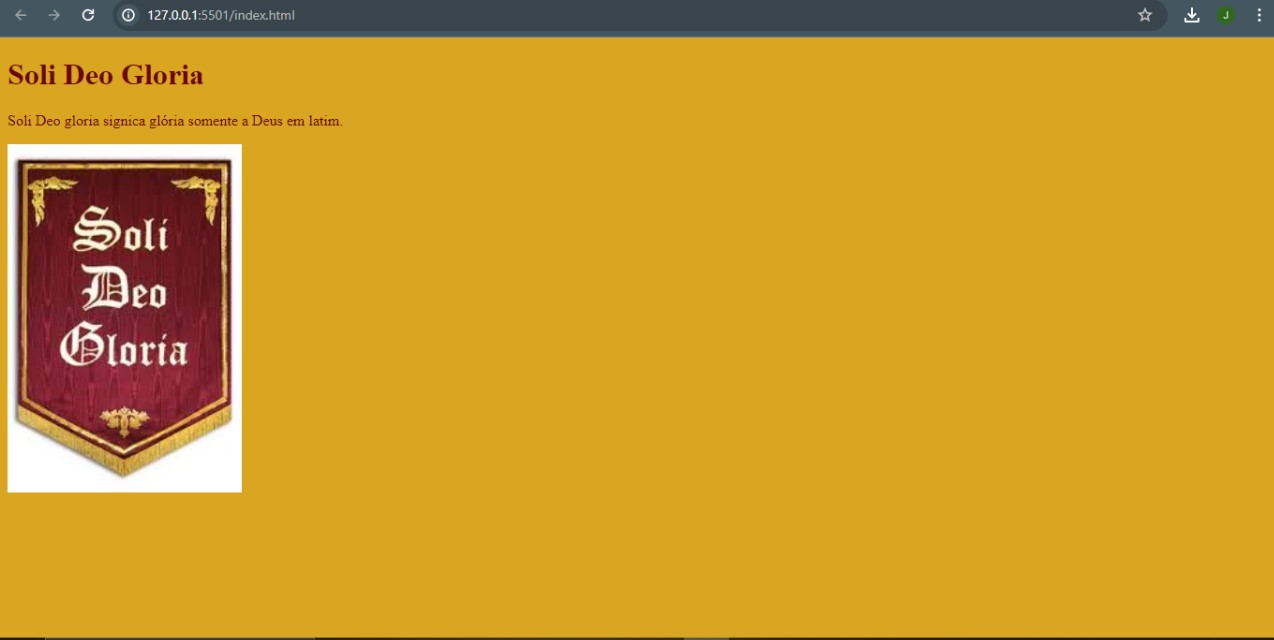 127.0.0.1:5501/index.html
J
Soli Deo Gloria
Soli Deo gloria signica glória somente a Deus em latim.
Soli
Deo
Gloria